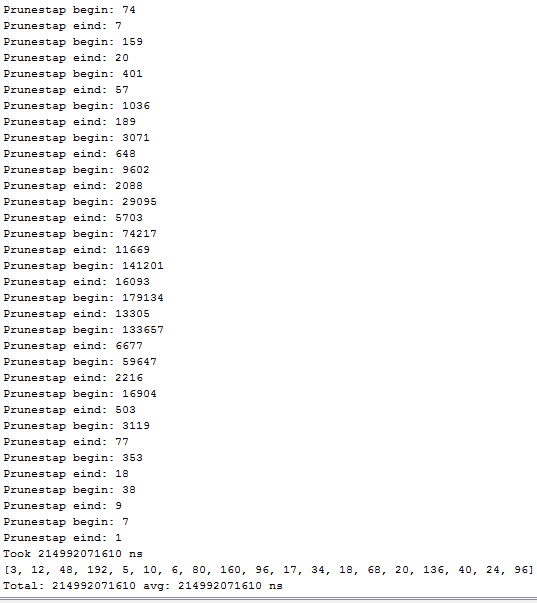 Prunestap begin: 74
Prunestap eind: 7
Prunestap begin: 159
Prunestap eind: 20
Prunestap begin: 401
Prunestap eind: 57
Prunestap begin: 1036
Prunestap eind: 189
Prunestap begin: 3071
Prunestap eind: 648
Prunestap begin: 9602
Prunestap eind: 2088
Prunestap begin: 29095
Prunestap eind: 5703
Prunestap begin: 74217
Prunestap eind: 11669
Prunestap begin: 141201
Prunestap eind: 16093
Prunestap begin: 179134
Prunestap eind: 13305
Prunestap begin: 133657
Prunestap eind: 6677
Prunestap begin: 59647
Prunestap eind: 2216
Prunestap begin: 16904
Prunestap eind: 503
Prunestap begin: 3119
Prunestap eind: 77
Prunestap begin: 353
Prunestap eind: 18
Prunestap begin: 38
Prunestap eind: 9
Prunestap begin: 7
Prunestap eind: 1
Took 214992071610 ns
[3, 12, 48, 192, 5, 10, 6, 80, 160, 96, 17, 34, 18, 68, 20, 136, 40, 24, 96]
Total: 214992071610 avg: 214992071610 ns